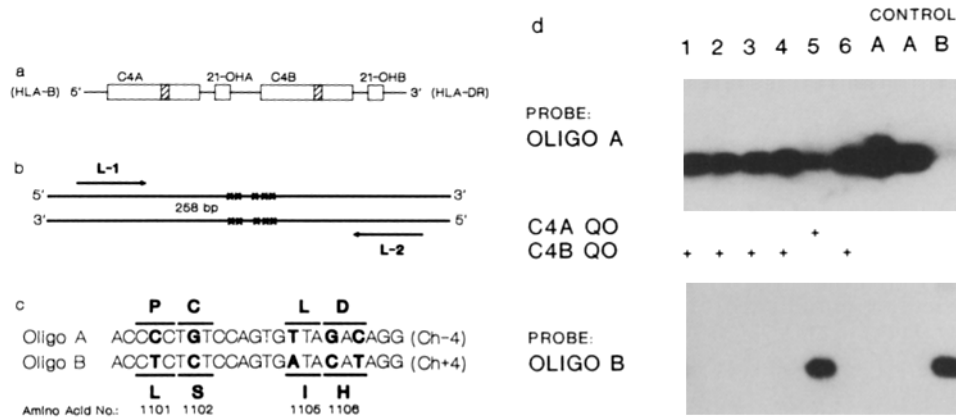 a
C4A 21-OHA C4B 21-OHB
(HLA-B) 5' 3' (HLA-DR)
b
L-1
5' 3'
258 bp
3' 5'
L-2
c
P C L D
Oligo A ACCCCTGTCCAGTGTTAGACAGG (Ch-4)
Oligo B ACCTCTCTCCAGTGATACATAGG (Ch+4)
L S I H
Amino Acid No.: 1101 1102 1105 1106
d
CONTROL
1 2 3 4 5 6 A A B
PROBE:
OLIGO A
C4A QO +
C4B QO + + + + +
PROBE:
OLIGO B